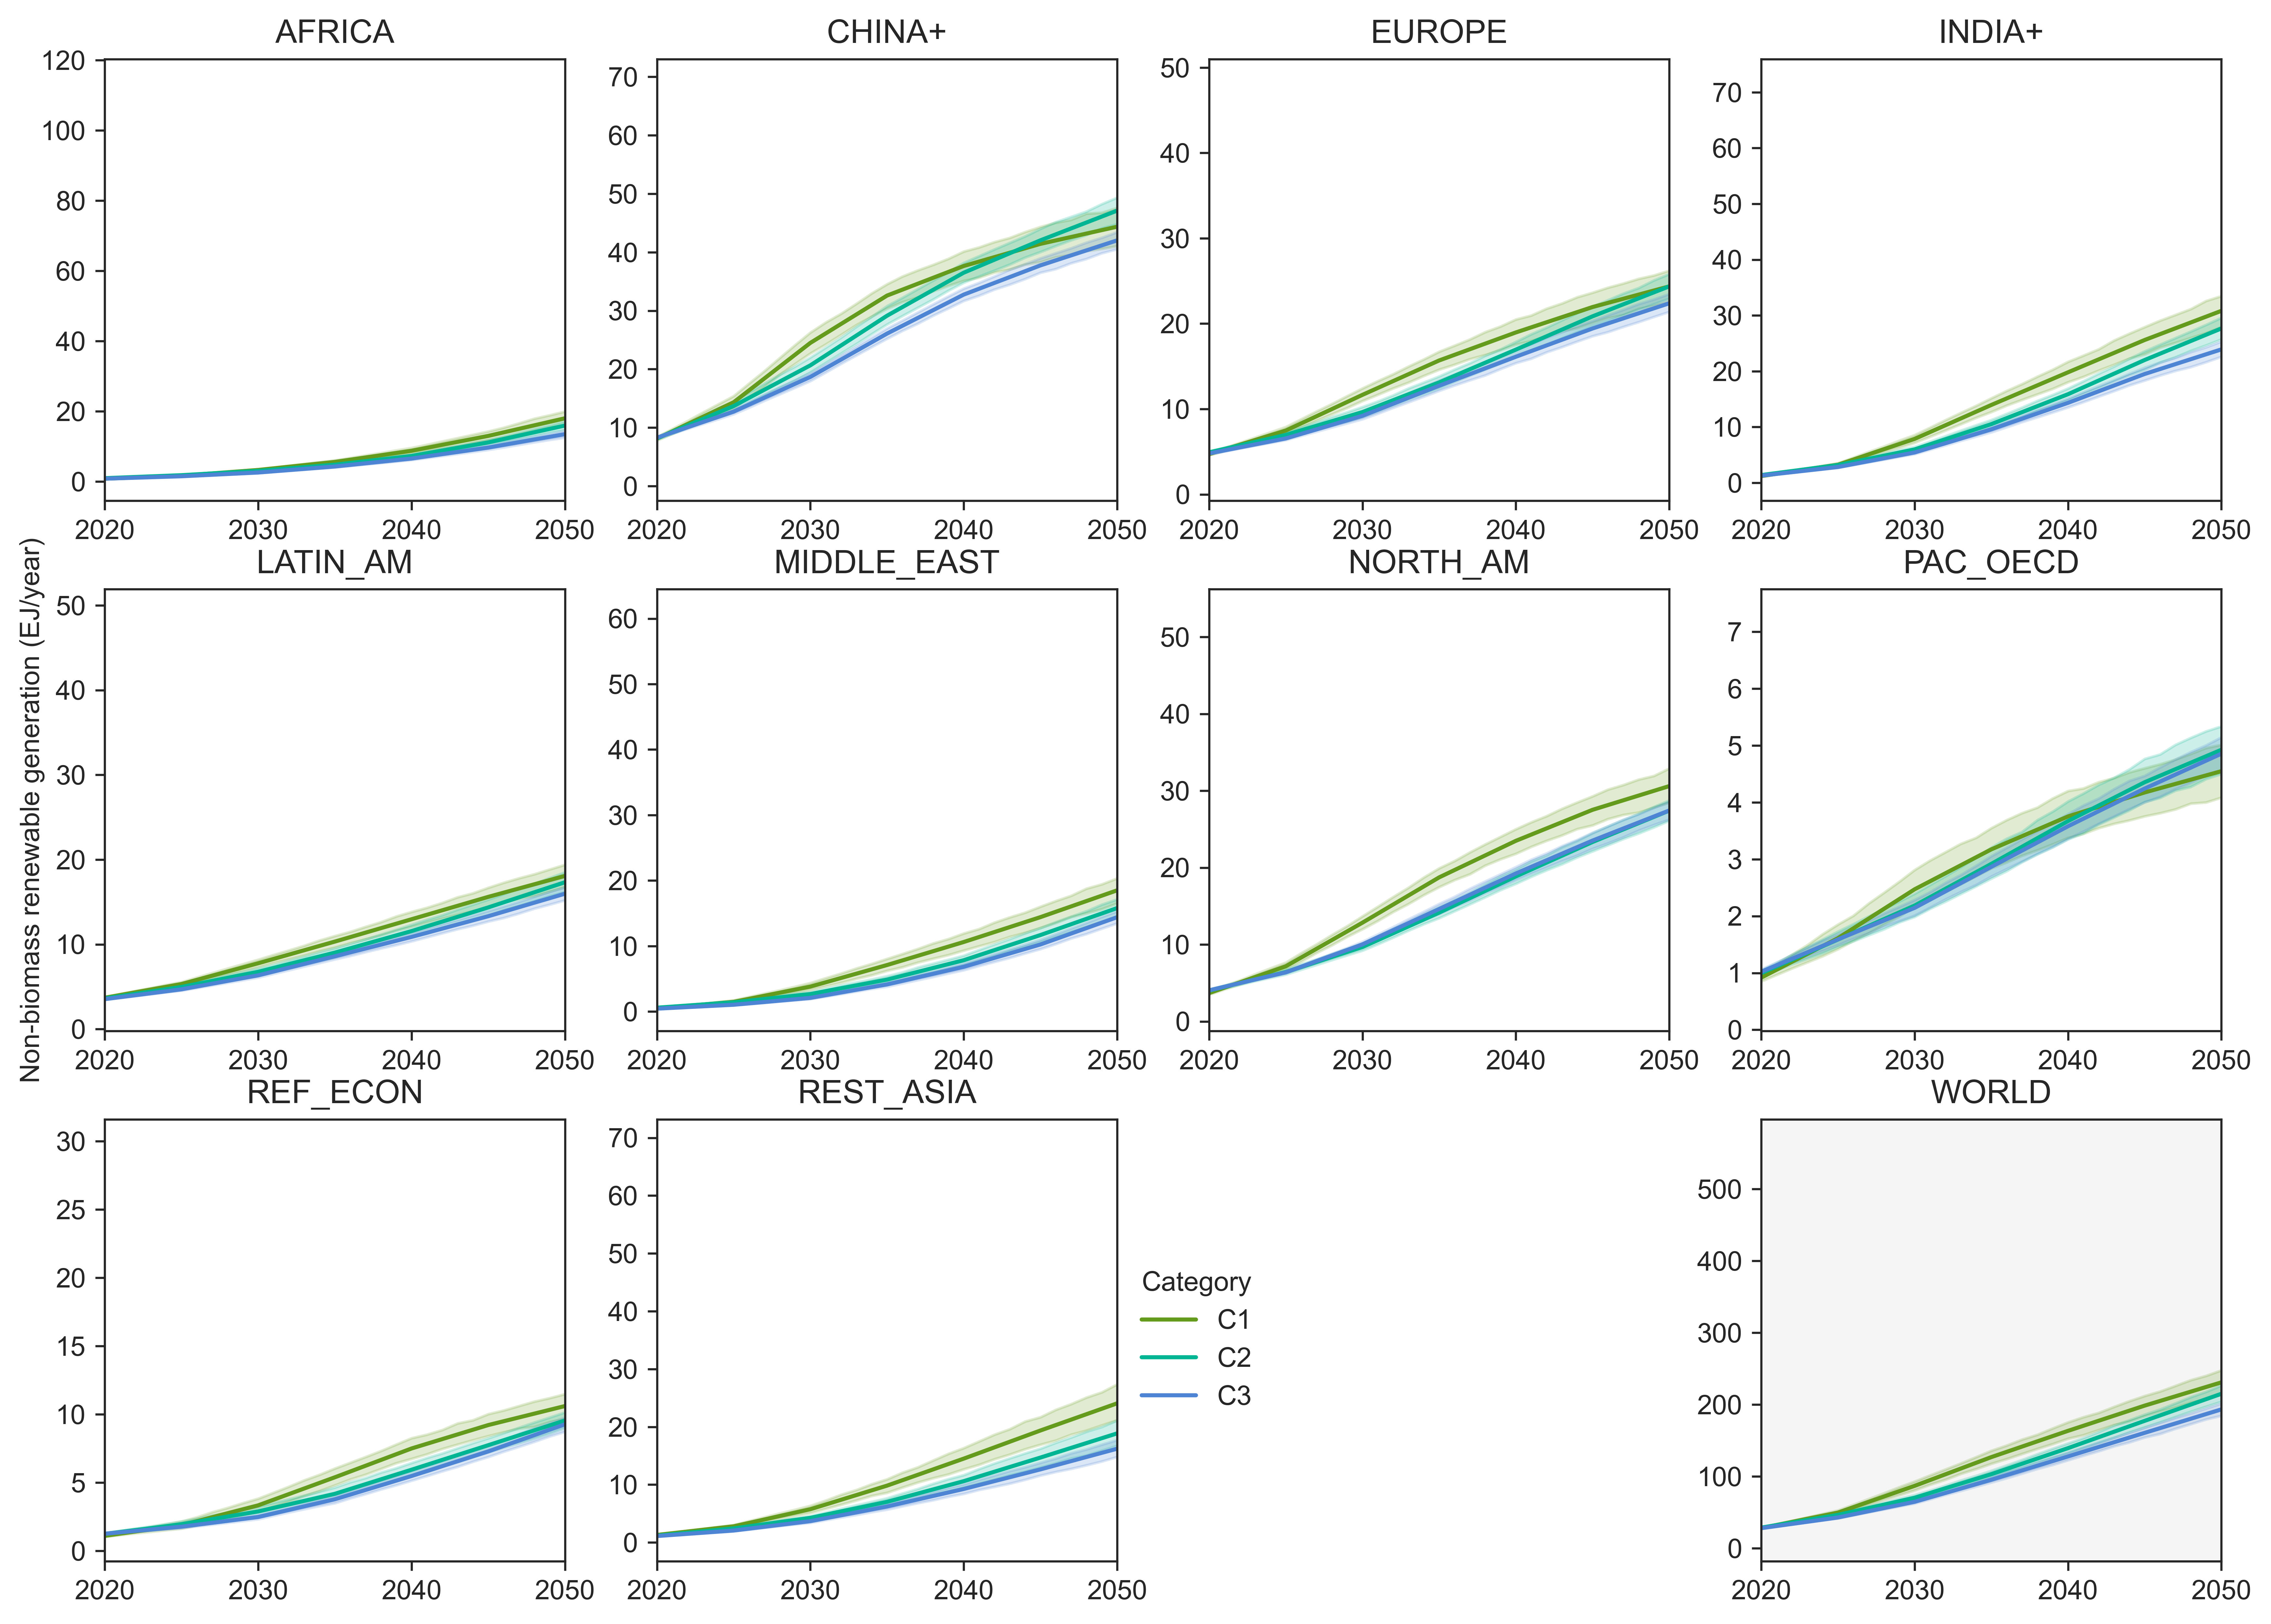 AFRICA
120
100
80
60
40
20
0
2020 2030 2040 2050
CHINA+
70
60
50
40
30
20
10
0
2020 2030 2040 2050
EUROPE
50
40
30
20
10
0
2020 2030 2040 2050
INDIA+
70
60
50
40
30
20
10
0
2020 2030 2040 2050
Non-biomass renewable generation (EJ/year)
LATIN_AM
50
40
30
20
10
0
2020 2030 2040 2050
MIDDLE_EAST
60
50
40
30
20
10
0
2020 2030 2040 2050
NORTH_AM
50
40
30
20
10
0
2020 2030 2040 2050
PAC_OECD
7
6
5
4
3
2
1
0
2020 2030 2040 2050
REF_ECON
30
25
20
15
10
5
0
2020 2030 2040 2050
REST_ASIA
70
60
50
40
30
20
10
0
2020 2030 2040 2050
Category
C1
C2
C3
WORLD
500
400
300
200
100
0
2020 2030 2040 2050